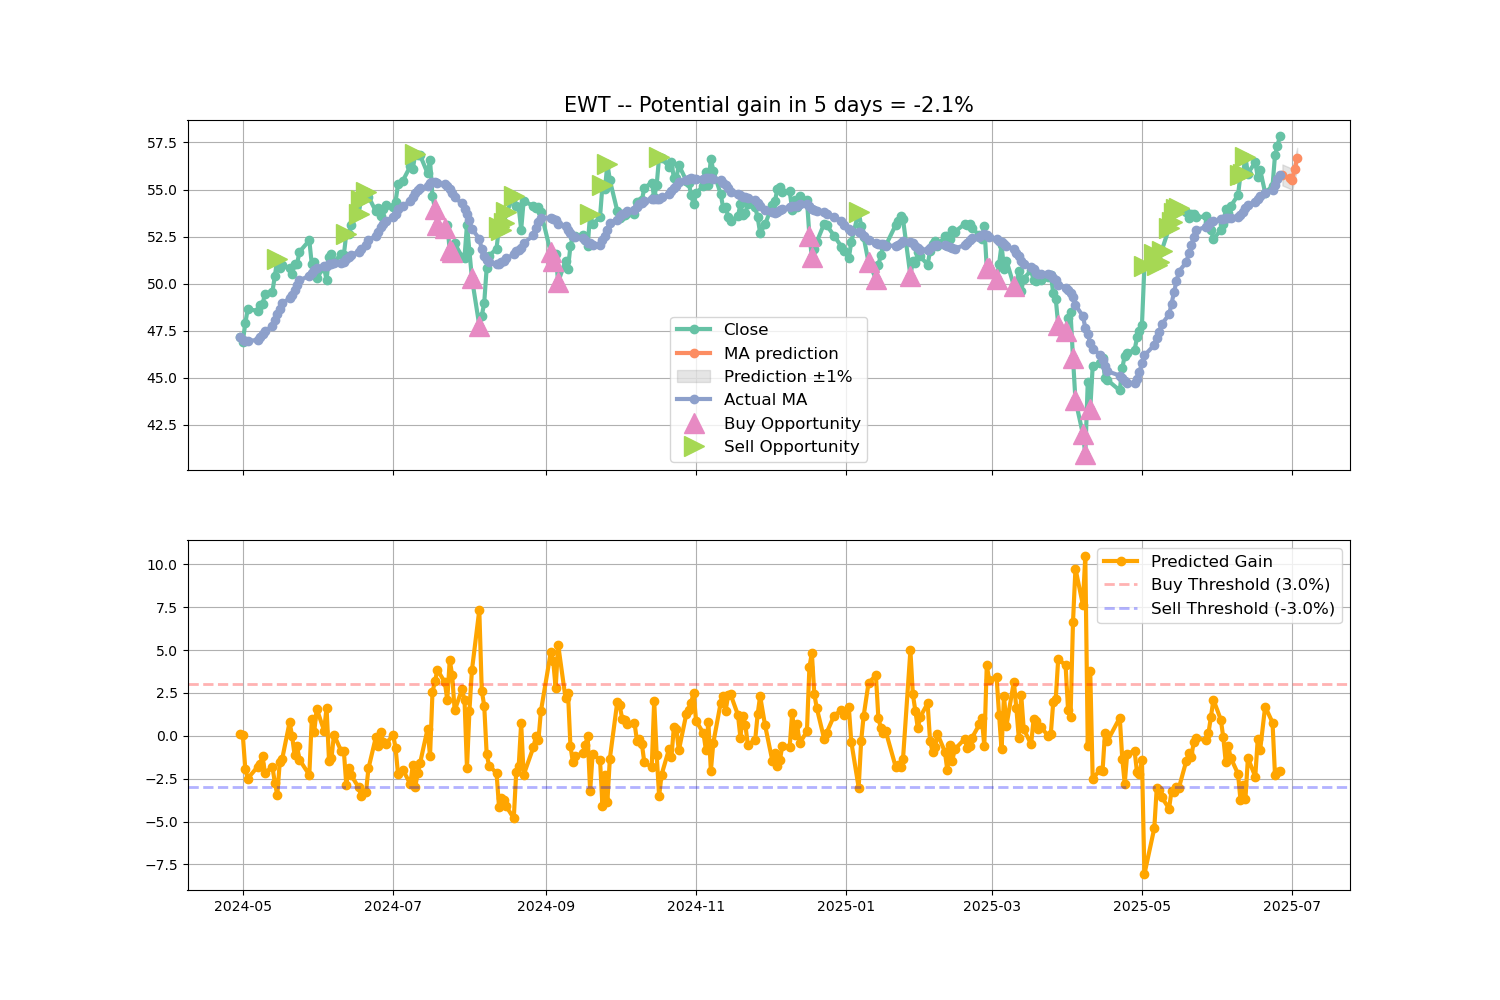 EWT -- Potential gain in 5 days = -2.1%
57.5
55.0
52.5
50.0
47.5
45.0
42.5
Close
MA prediction
Prediction ±1%
Actual MA
Buy Opportunity
Sell Opportunity
10.0
7.5
5.0
2.5
0.0
−2.5
−5.0
−7.5
Predicted Gain
Buy Threshold (3.0%)
Sell Threshold (-3.0%)
2024-05 2024-07 2024-09 2024-11 2025-01 2025-03 2025-05 2025-07